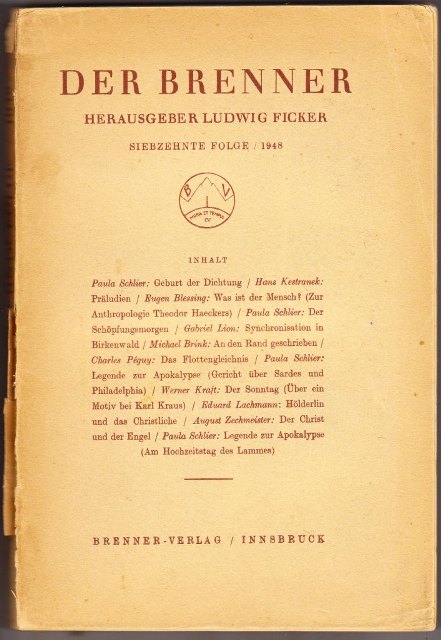 DER BRENNER
HERAUSGEBER LUDWIG FICKER
SIEBZEHNTE FOLGE / 1948
B V
INHALT
Paula Schlier: Geburt der Dichtung / Hans Kestranek:
Präludien / Eugen Blessing: Was ist der Mensch? (Zur
Anthropologie Theodor Haeckers) / Paula Schlier: Der
Schöpfungsmorgen / Gabriel Lion: Synchronisation in
Birkenwald / Michael Brink: An den Rand geschrieben /
Charles Péguy: Das Flottengleichnis / Paula Schlier:
Legende zur Apokalypse (Gericht über Sardes und
Philadelphia) / Werner Kraft: Der Sonntag (Über ein
Motiv bei Karl Kraus) / Eduard Lachmann: Hölderlin
und das Christliche / August Zechmeister: Der Christ
und der Engel / Paula Schlier: Legende zur Apokalypse
(Am Hochzeitstag des Lammes)
BRENNER-VERLAG / INNSBRUCK